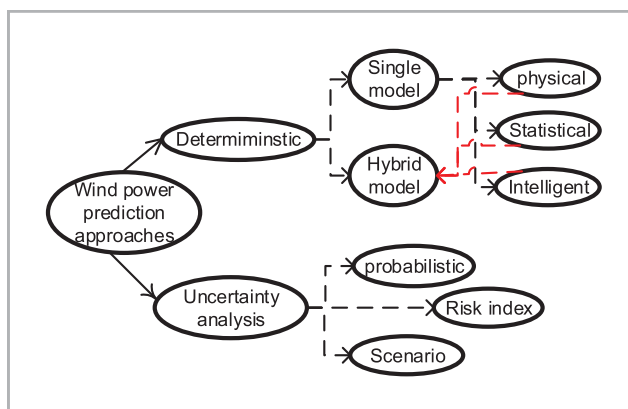 Single
model
physical
Determiminstic
Statistical
Hybrid
model
Intelligent
Wind power
prediction
approaches
probabilistic
Uncertainty
analysis
Risk index
Scenario